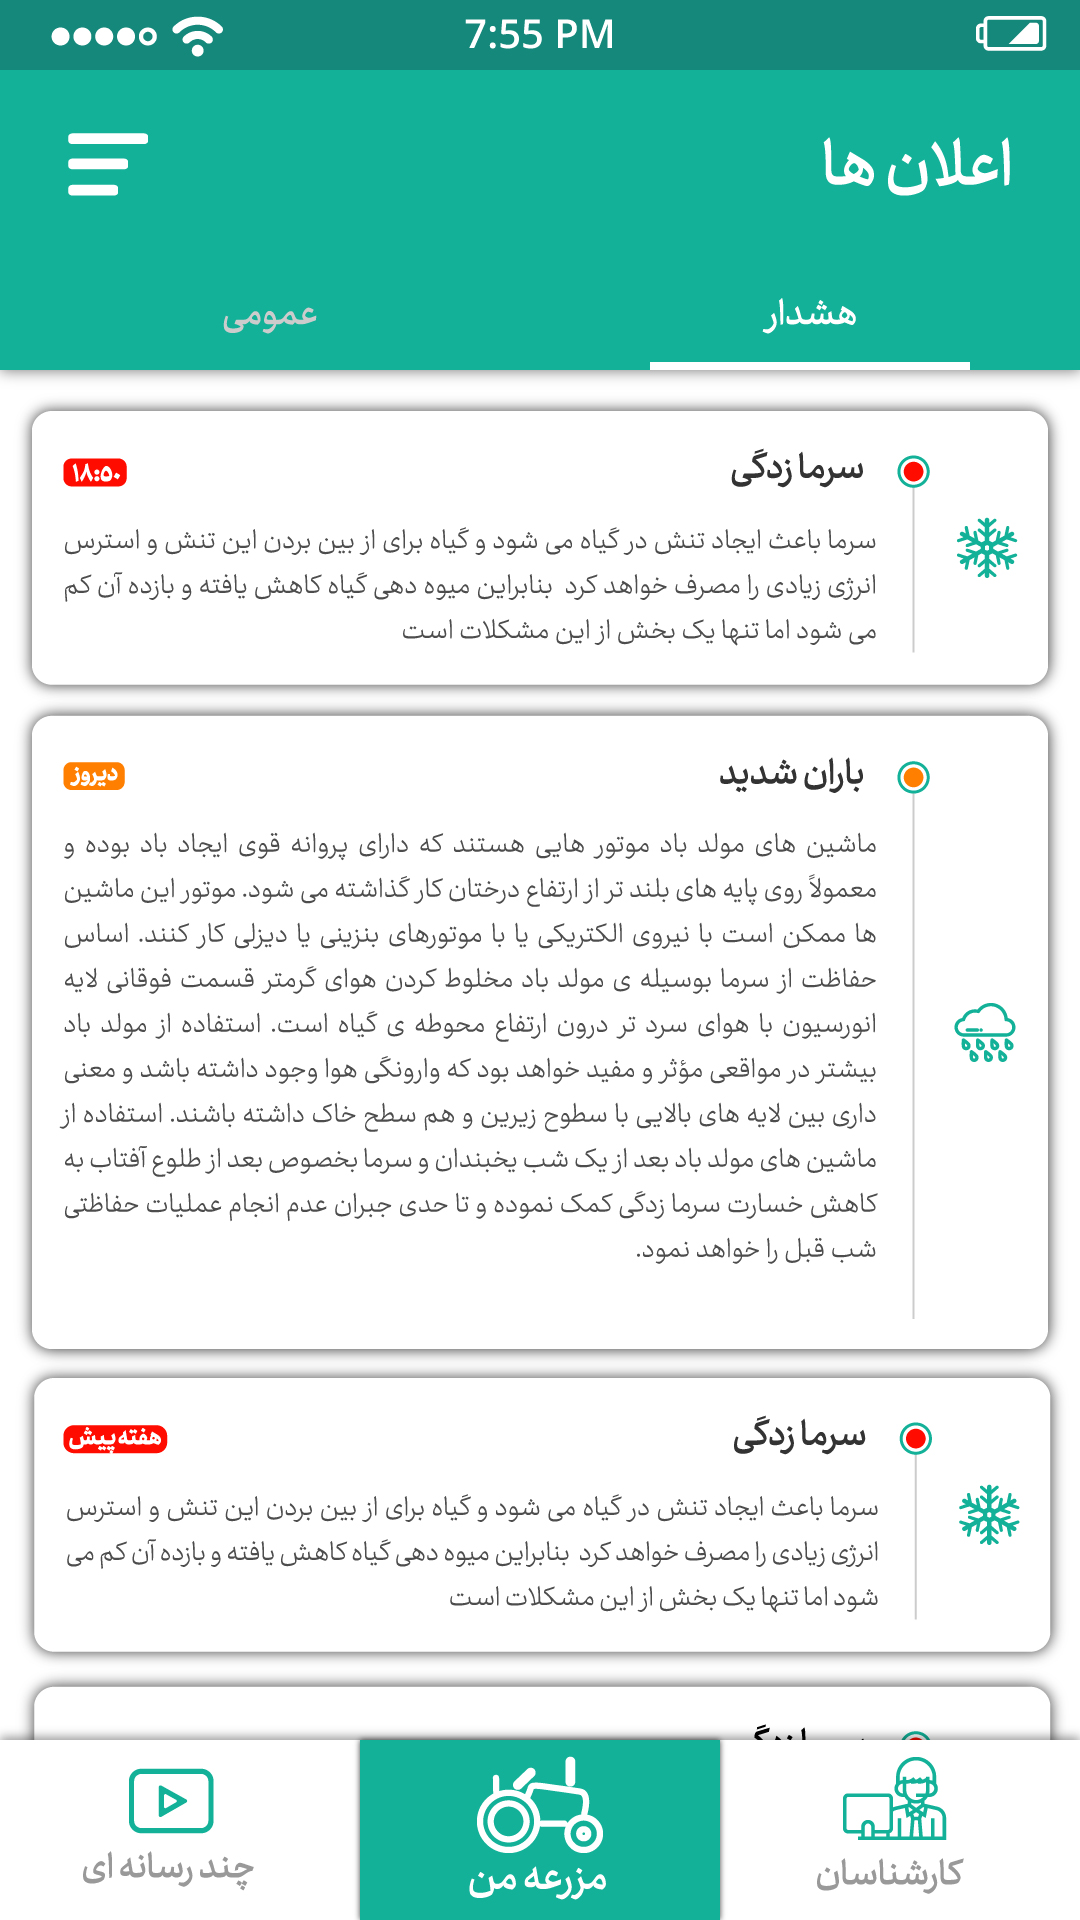 7:55 PM
اعلان ها
هشدار
عمومی
سرما زدگی
۱۸:۵۰
سرما باعث ایجاد تنش در گیاه می شود و گیاه برای از بین بردن این تنش و استرس
انرژی زیادی را مصرف خواهد کرد بنابراین میوه دهی گیاه کاهش یافته و بازده آن کم
می شود اما تنها یک بخش از این مشکلات است
باران شدید
دیروز
ماشین های مولد باد موتور هایی هستند که دارای پروانه قوی ایجاد باد بوده و
معمولاً روی پایه های بلند تر از ارتفاع درختان کار گذاشته می شود. موتور این ماشین
ها ممکن است با نیروی الکتریکی یا با موتورهای بنزینی یا دیزلی کار کنند. اساس
حفاظت از سرما بوسیله ی مولد باد مخلوط کردن هوای گرمتر قسمت فوقانی لایه
انورسیون با هوای سرد تر درون ارتفاع محوطه ی گیاه است. استفاده از مولد باد
بیشتر در مواقعی مؤثر و مفید خواهد بود که وارونگی هوا وجود داشته باشد و معنی
داری بین لایه های بالایی با سطوح زیرین و هم سطح خاک داشته باشند. استفاده از
ماشین های مولد باد بعد از یک شب یخبندان و سرما بخصوص بعد از طلوع آفتاب به
کاهش خسارت سرما زدگی کمک نموده و تا حدی جبران عدم انجام عملیات حفاظتی
شب قبل را خواهد نمود.
سرما زدگی
هفته پیش
سرما باعث ایجاد تنش در گیاه می شود و گیاه برای از بین بردن این تنش و استرس
انرژی زیادی را مصرف خواهد کرد بنابراین میوه دهی گیاه کاهش یافته و بازده آن کم می
شود اما تنها یک بخش از این مشکلات است
کارشناسان
مزرعه من
چند رسانه ای